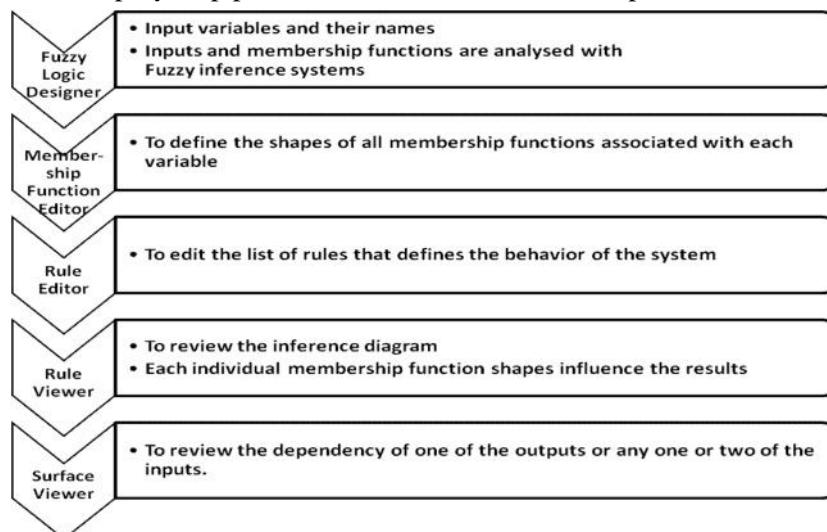 Fuzzy
Logic
Designer
• Input variables and their names
• Inputs and membership functions are analysed with
Fuzzy inference systems
Member-
ship
Function
Editor
• To define the shapes of all membership functions associated with each
variable
Rule
Editor
• To edit the list of rules that defines the behavior of the system
Rule
Viewer
• To review the inference diagram
• Each individual membership function shapes influence the results
Surface
Viewer
• To review the dependency of one of the outputs or any one or two of the
inputs.